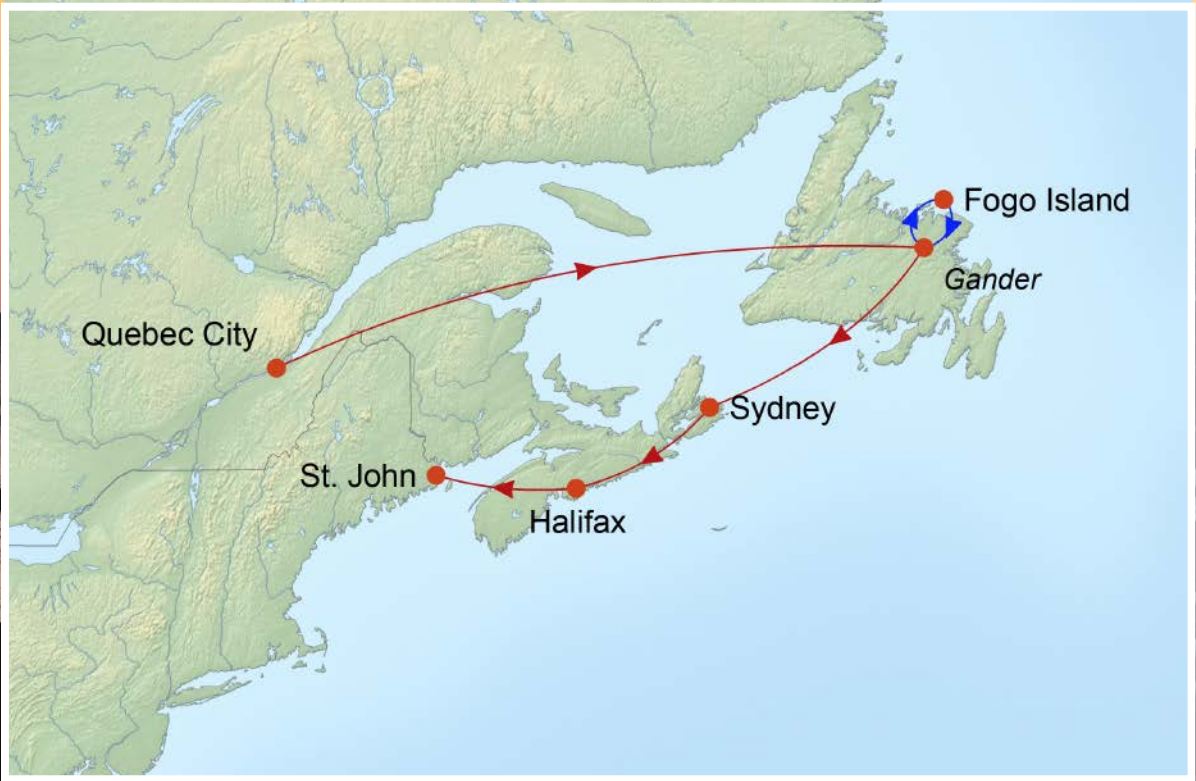 Fogo Island
Gander
Quebec City
Sydney
St. John
Halifax